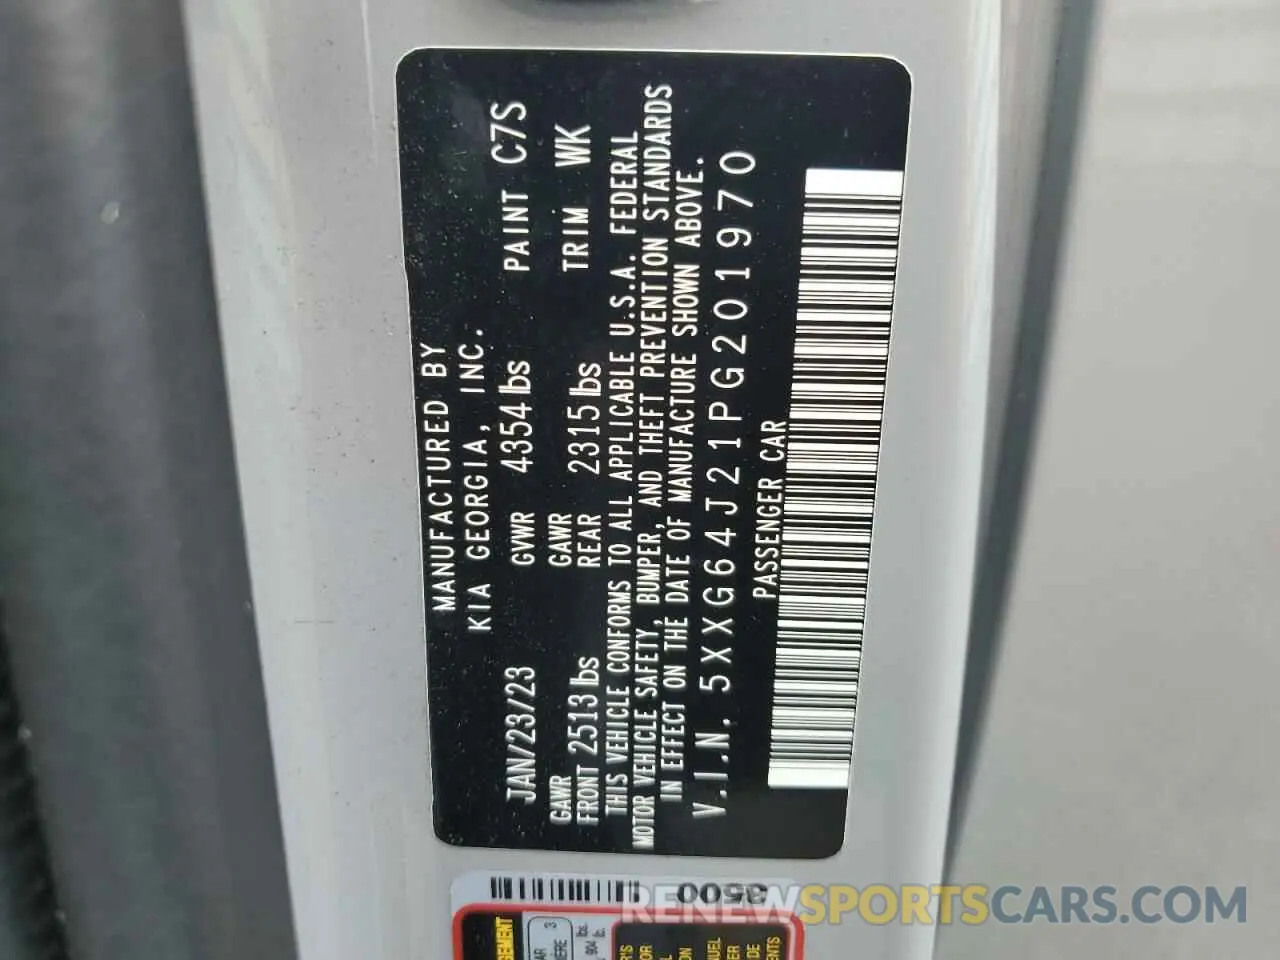 MANUFACTURED BY
KIA GEORGIA, INC.
JAN/23/23 GVWR 4354 lbs PAINT C7S
GAWR GAWR
FRONT 2513 lbs REAR 2315 lbs TRIM WK
THIS VEHICLE CONFORMS TO ALL APPLICABLE U.S.A. FEDERAL
MOTOR VEHICLE SAFETY, BUMPER, AND THEFT PREVENTION STANDARDS
IN EFFECT ON THE DATE OF MANUFACTURE SHOWN ABOVE.
V.I.N. 5XXG64J21PG201970
PASSENGER CAR
3500
RENEWSPORTSCARS.COM